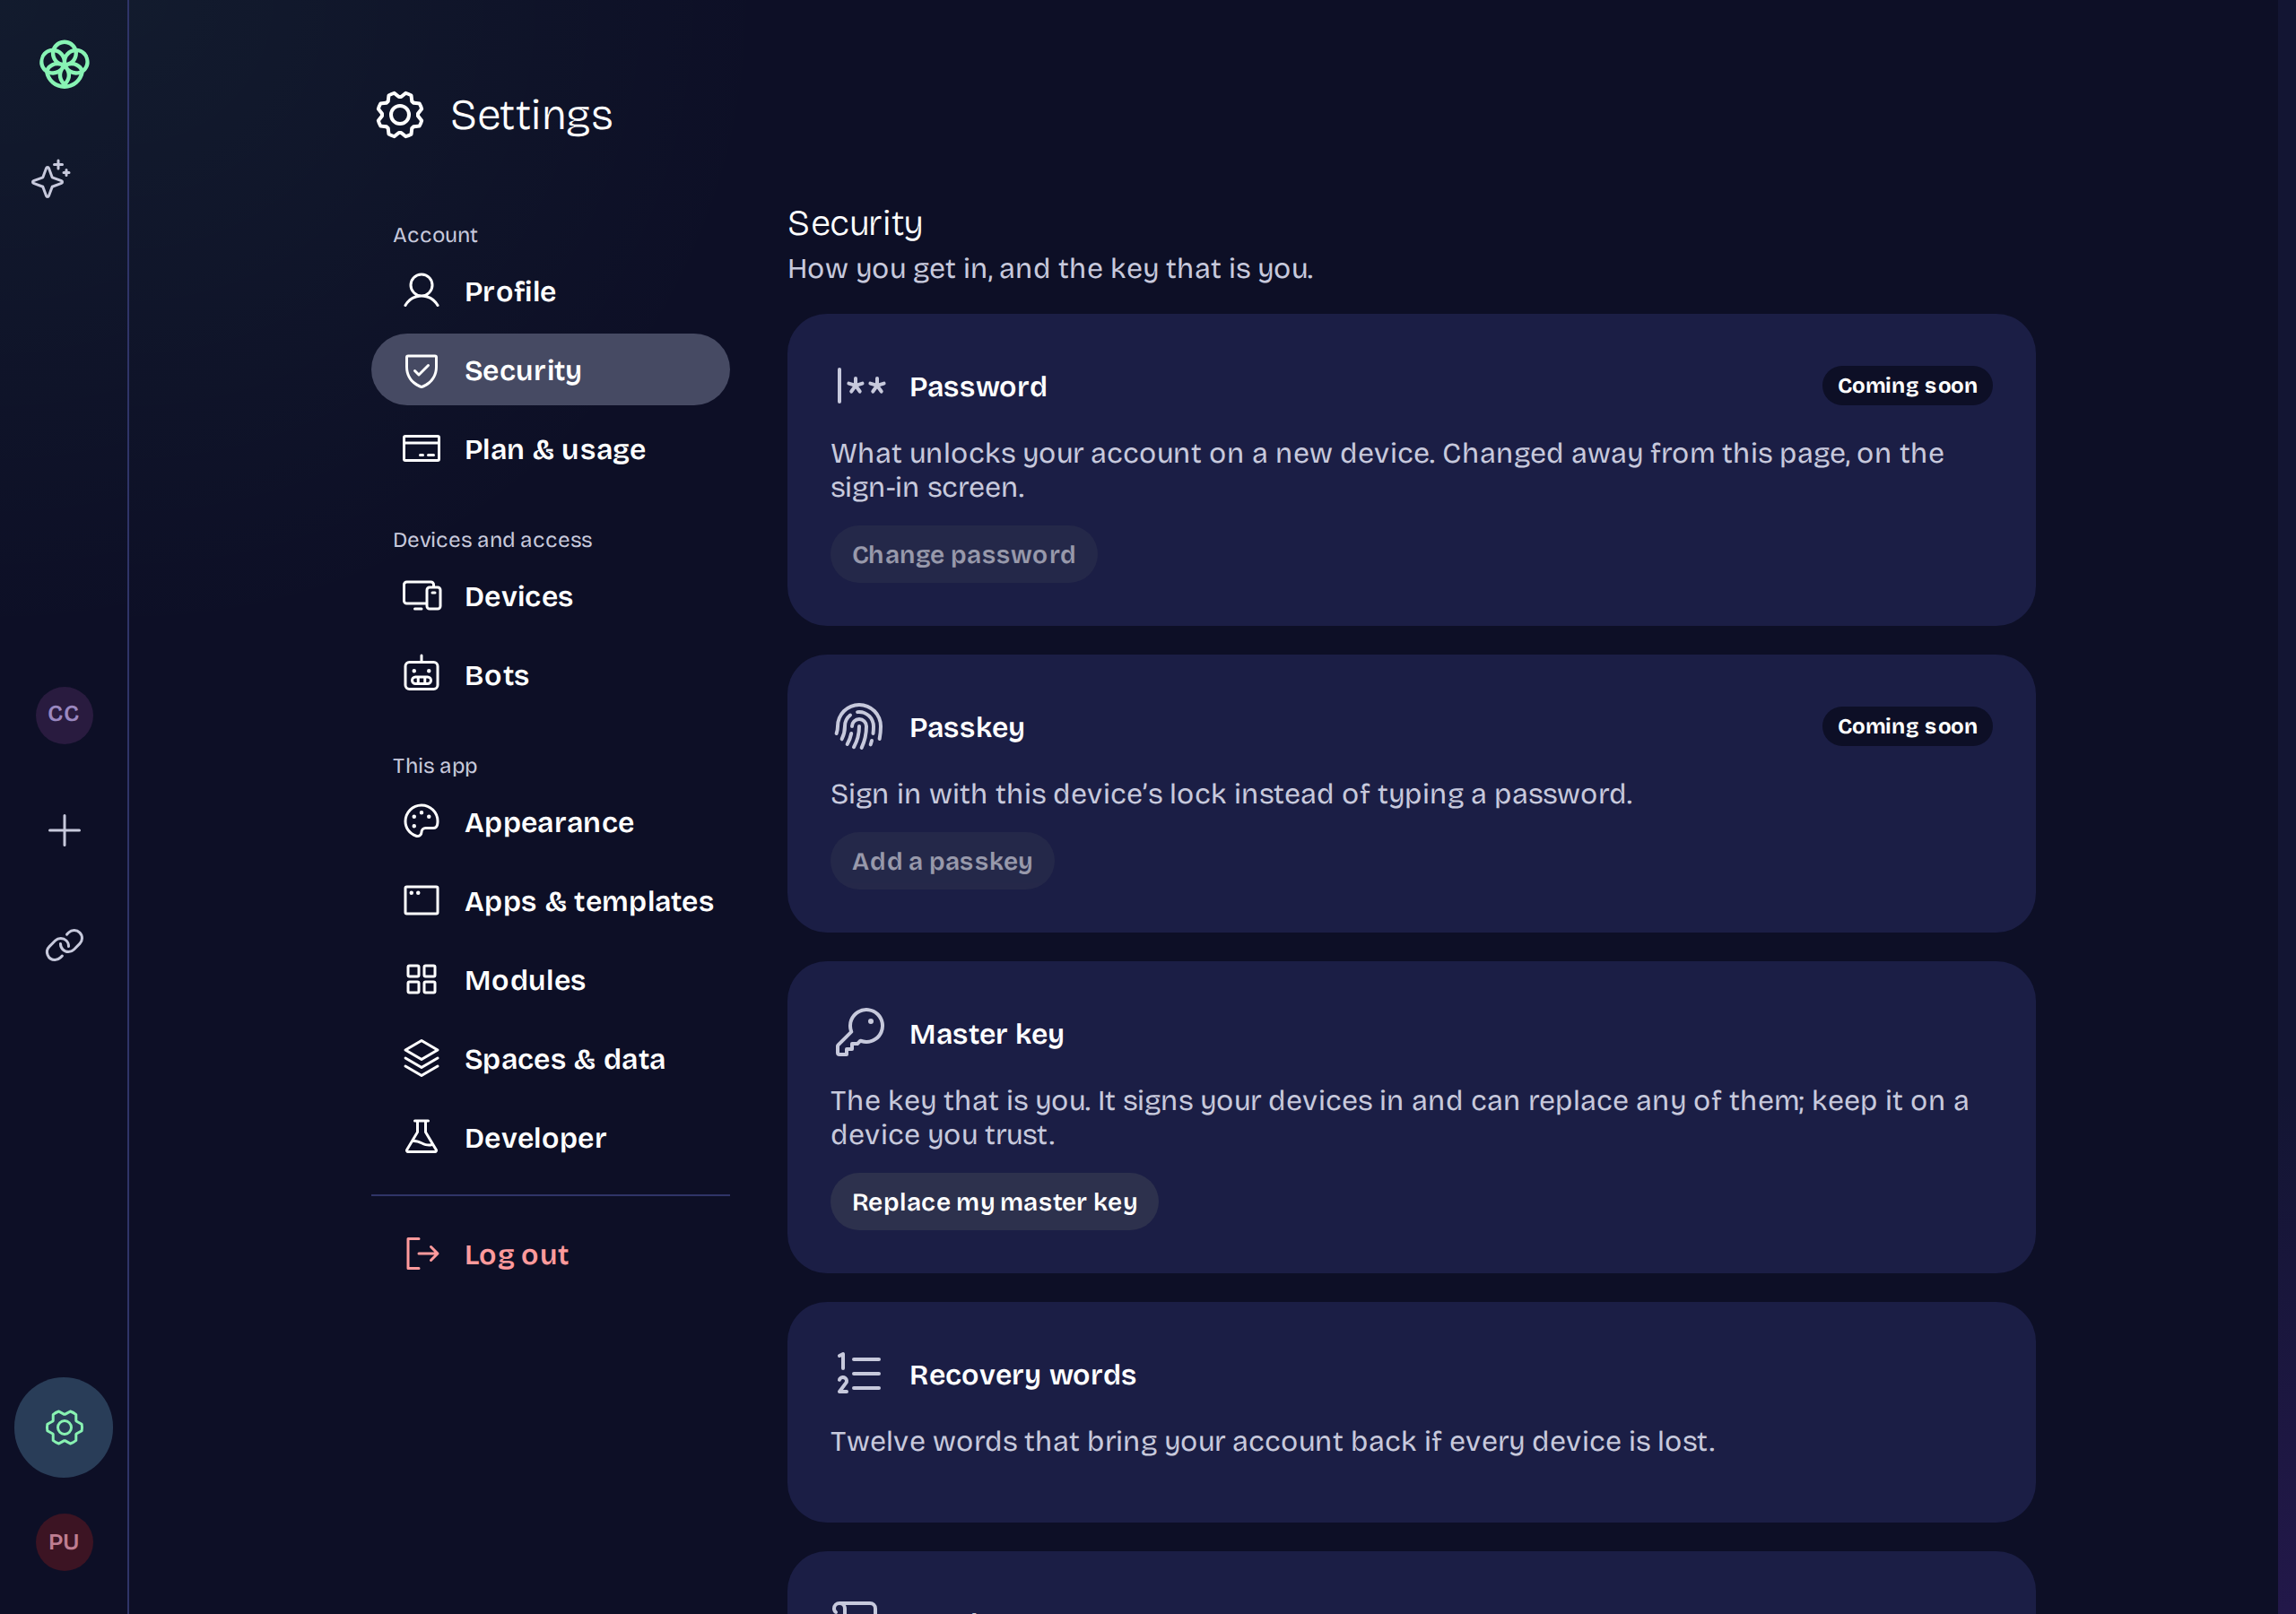 Settings
Account
Profile
Security
Plan & usage
Devices and access
Devices
Bots
This app
Appearance
Apps & templates
Modules
Spaces & data
Developer
Log out
CC
PU
Security
How you get in, and the key that is you.
Password
Coming soon
What unlocks your account on a new device. Changed away from this page, on the
sign-in screen.
Change password
Passkey
Coming soon
Sign in with this device’s lock instead of typing a password.
Add a passkey
Master key
The key that is you. It signs your devices in and can replace any of them; keep it on a
device you trust.
Replace my master key
Recovery words
Twelve words that bring your account back if every device is lost.